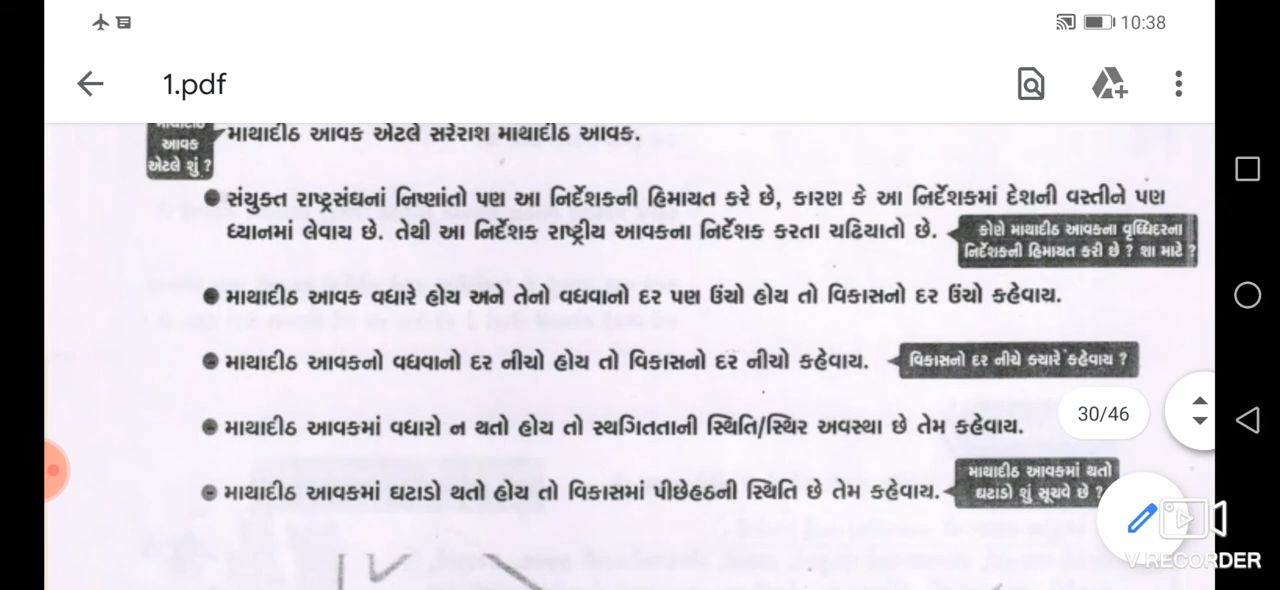 10:38
1.pdf
આવક
એટલે શું ?
માથાદીઠ આવક એટલે સરેરાશ માથાદીઠ આવક.
સંયુક્ત રાષ્ટ્રસંઘનાં નિષ્ણાંતો પણ આ નિર્દેશકની હિમાયત કરે છે, કારણ કે આ નિર્દેશકમાં દેશની વસ્તીને પણ
ધ્યાનમાં લેવાય છે. તેથી આ નિર્દેશક રાષ્ટ્રીય આવકના નિર્દેશક કરતા ચઢિયાતો છે.
કોણે માથાદીઠ આવકના વૃધ્ધિદરના
નિર્દેશકની હિમાયત કરી છે ? શા માટે ?
માથાદીઠ આવક વધારે હોય અને તેનો વધવાનો દર પણ ઉંચો હોય તો વિકાસનો દર ઉંચો કહેવાય.
માથાદીઠ આવકનો વધવાનો દર નીચો હોય તો વિકાસનો દર નીચો કહેવાય.
વિકાસનો દર નીચે ક્યારે કહેવાય ?
30/46
માથાદીઠ આવકમાં વધારો ન થતો હોય તો સ્થગિતતાની સ્થિતિ/સ્થિર અવસ્થા છે તેમ કહેવાય.
માથાદીઠ આવકમાં ઘટાડો થતો હોય તો વિકાસમાં પીછેહઠની સ્થિતિ છે તેમ કહેવાય.
માથાદીઠ આવકમાં થતો
ઘટાડો શું સૂચવે છે ?
V RECORDER